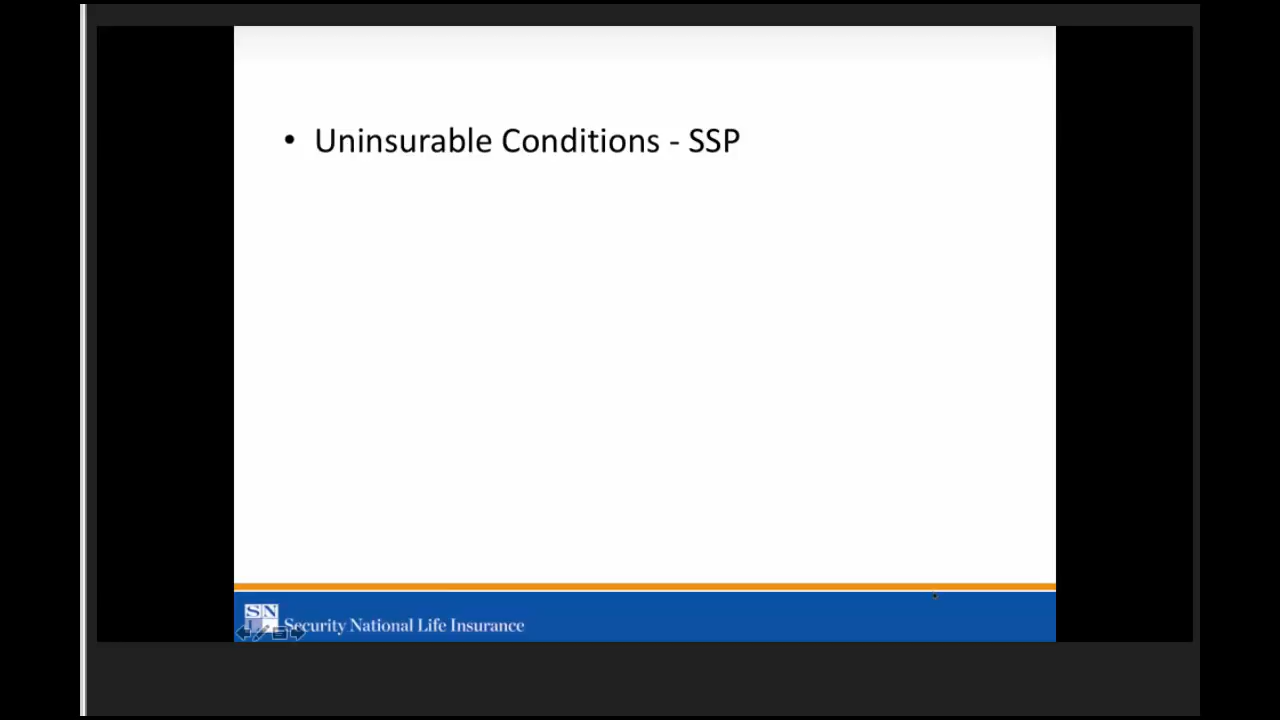 • Uninsurable Conditions - SSP
SN
Security National Life Insurance